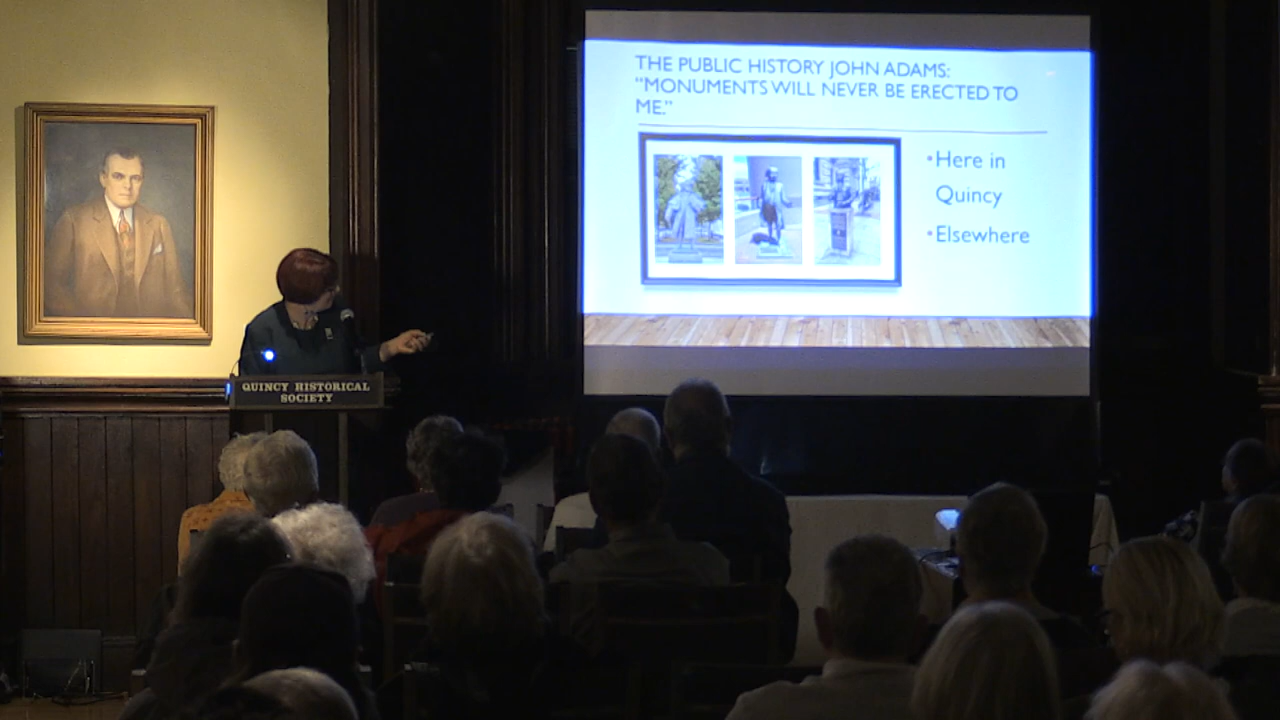 THE PUBLIC HISTORY JOHN ADAMS:
"MONUMENTS WILL NEVER BE ERECTED TO
ME."
•Here in
Quincy
•Elsewhere
QUINCY HISTORICAL
SOCIETY